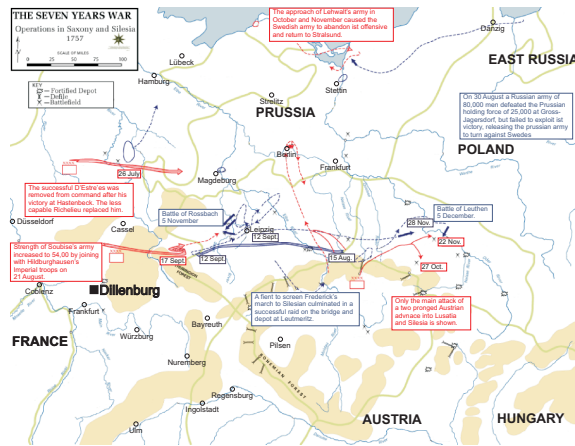 THE SEVEN YEARS WAR
Operations in Saxony and Silesia
1757
SCALE OF MILES
0 25 50 75 100
KEY
— Fortified Depot
— Defile
— Battlefield
The approach of Lehwalt's army in
October and November caused the
Swedish army to abandon ist offensive
and return to Stralsund.
Danzig
EAST RUSSIA
Lübeck
Hamburg
Stettin
Strelitz
PRUSSIA
On 30 August a Russian army of
80,000 men defeated the Prussian
holding force of 25,000 at Gross-
Jagersdorf, but failed to exploit ist
victory, releasing the prussian army
to turn against Swedes
POLAND
Berlin
Frankfurt
26 July
Magdeburg
The successful D'Estre'es was
removed from command after his
victory at Hastenbeck. The less
capable Richelieu replaced him.
Battle of Rossbach
5 November
Battle of Leuthen
5 December.
Düsseldorf
Cassel
Leipzig
28 Nov.
12 Sept
22 Nov.
Strength of Soubise's army
increased to 54,00 by joining
with Hildburghausen's
Imperial troops on
21 August.
17 Sept.
12 Sept
15 Aug.
27 Oct.
FOREST
Coblenz
Dillenburg
A fient to screen Frederick's
march to Silesian culminated in a
successful raid on the bridge and
depot at Leutmeritz.
Only the main attack of
a two pronged Austrian
advnace into Lusatia
and Silesia is shown.
Frankfurt
Bayreuth
FRANCE
Würzburg
Pilsen
Nuremberg
BOHEMIAN FOREST
Regensburg
Ingolstadt
AUSTRIA
HUNGARY
Ulm